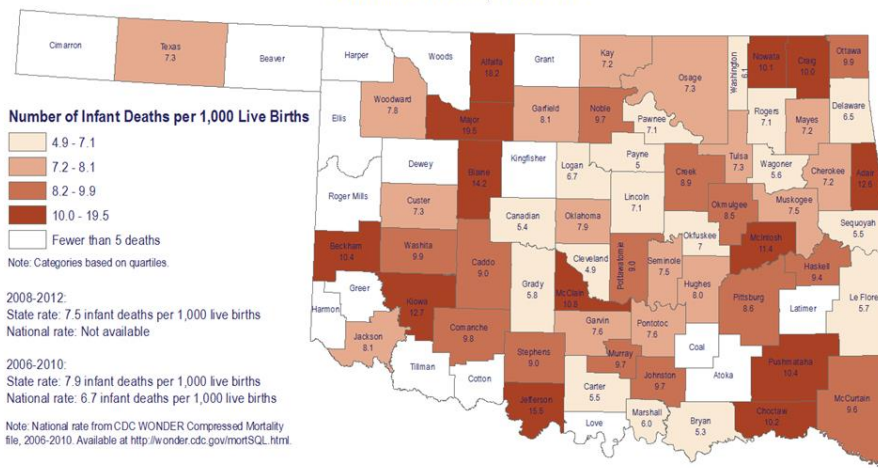 Cimarron
Texas
7.3
Beaver
Harper
Woods
Alfalfa
18.2
Grant
Kay
7.2
Osage
7.3
Washington
6.1
Nowata
10.1
Craig
10.0
Ottawa
9.9
Ellis
Woodward
7.8
Major
19.5
Garfield
8.1
Noble
9.7
Pawnee
7.1
Rogers
7.1
Mayes
7.2
Delaware
6.5
Number of Infant Deaths per 1,000 Live Births
4.9 - 7.1
7.2 - 8.1
8.2 - 9.9
10.0 - 19.5
Fewer than 5 deaths
Note: Categories based on quartiles.
Dewey
Blaine
14.2
Kingfisher
Logan
6.7
Payne
5
Creek
8.9
Tulsa
7.3
Wagoner
5.6
Cherokee
7.2
Adair
12.6
Roger Mills
Custer
7.3
Canadian
5.4
Oklahoma
7.9
Lincoln
7.1
Okmulgee
8.5
Muskogee
7.5
Sequoyah
5.5
Beckham
10.4
Washita
9.9
Caddo
9.0
Grady
5.8
Cleveland
4.9
Pottawatomie
9.0
Seminole
7.5
Okfuskee
7
McIntosh
11.4
Haskell
9.4
Greer
Kiowa
12.7
McClain
10.8
Hughes
8.0
Pittsburg
8.6
Latimer
Le Flore
5.7
Harmon
Jackson
8.1
Comanche
9.8
Garvin
7.6
Pontotoc
7.6
Coal
Tillman
Cotton
Stephens
9.0
Murray
9.7
Johnston
9.7
Atoka
Pushmataha
10.4
McCurtain
9.6
Jefferson
15.5
Carter
5.5
Love
Marshall
6.0
Bryan
5.3
Choctaw
10.2
2008-2012:
State rate: 7.5 infant deaths per 1,000 live births
National rate: Not available
2006-2010:
State rate: 7.9 infant deaths per 1,000 live births
National rate: 6.7 infant deaths per 1,000 live births
Note: National rate from CDC WONDER Compressed Mortality
file, 2006-2010. Available at http://wonder.cdc.gov/mortSQL.html.